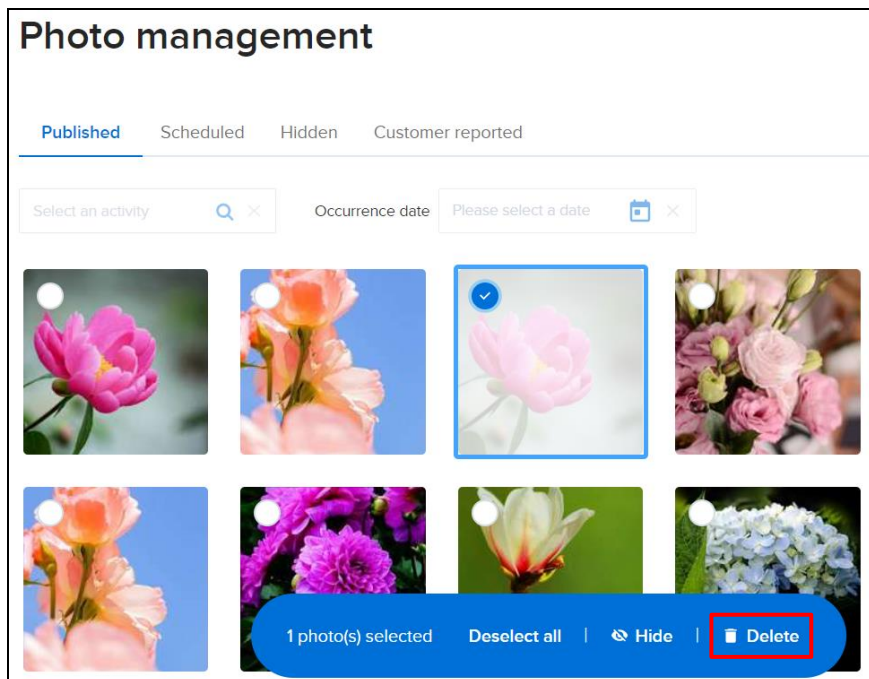 Photo management
Published Scheduled Hidden Customer reported
Select an activity Occurrence date Please select a date
1 photo(s) selected Deselect all | Hide | Delete